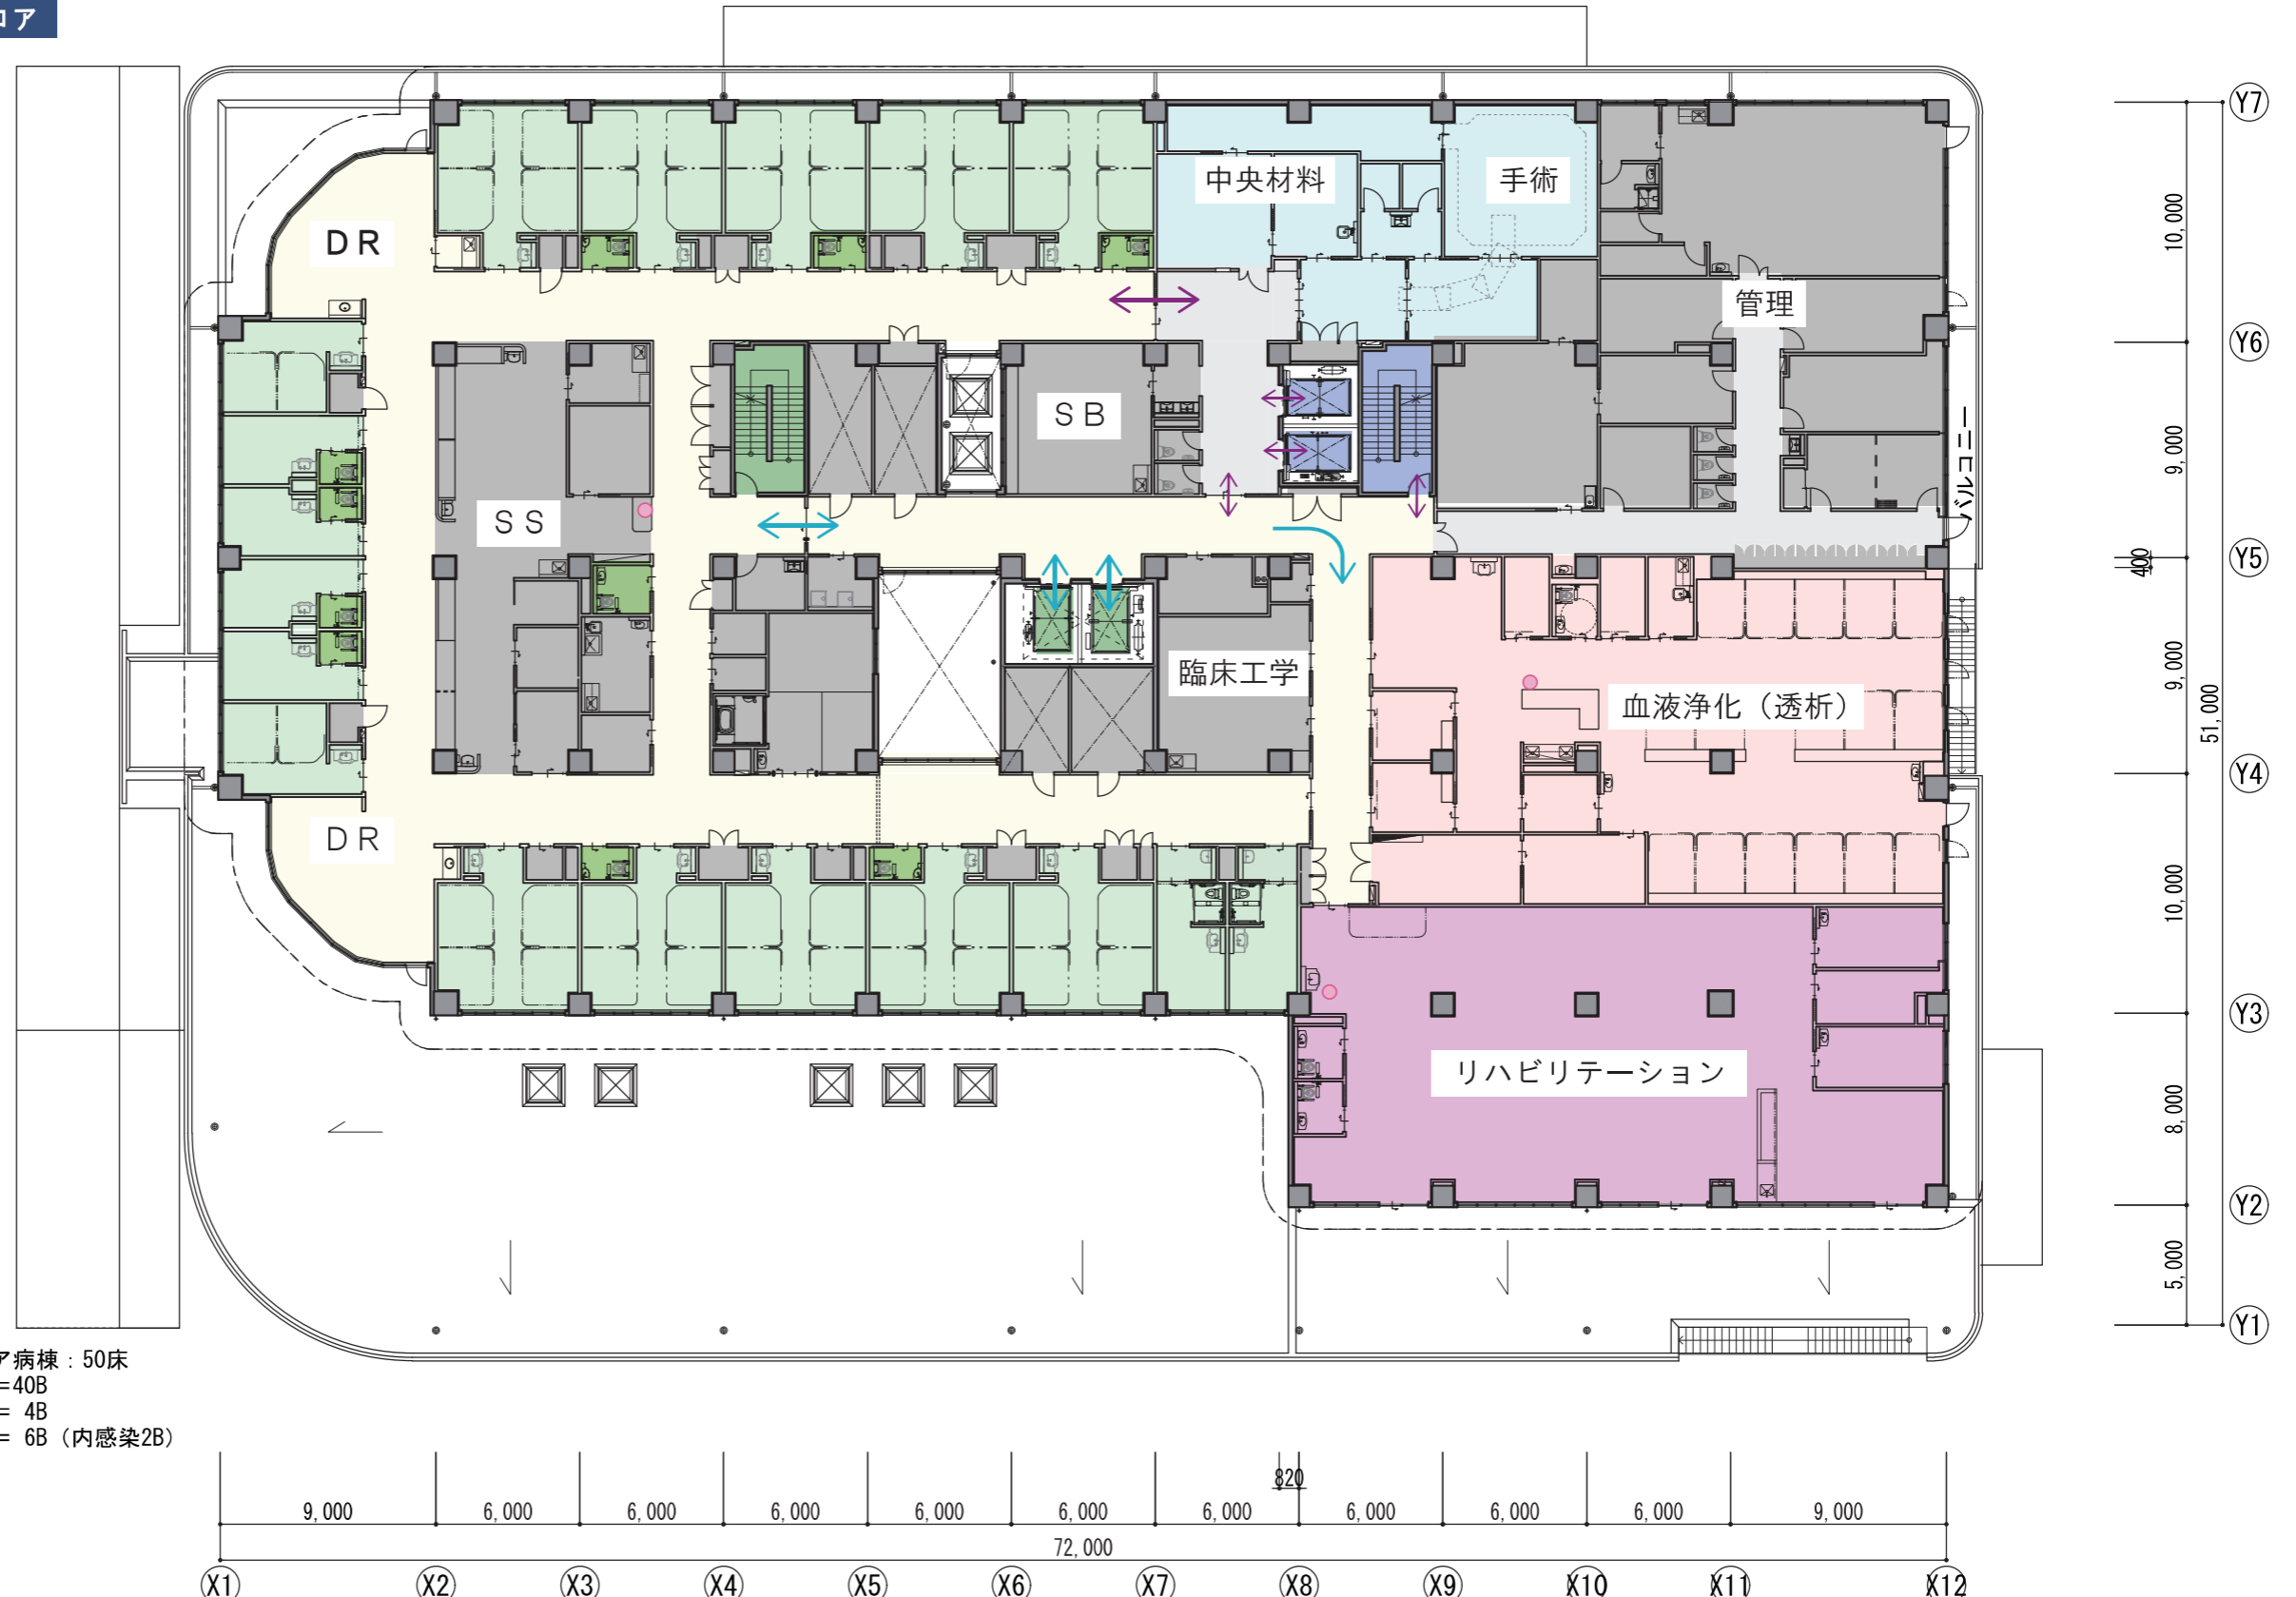 ロア
DR
中央材料
手術
管理
SB
SS
バルコニー
臨床工学
血液浄化（透析）
DR
リハビリテーション
Y7
10,000
Y6
9,000
Y5
400
9,000
51,000
Y4
10,000
Y3
8,000
Y2
5,000
Y1
ア病棟：50床
=40B
= 4B
= 6B（内感染2B）
820
9,000 6,000 6,000 6,000 6,000 6,000 6,000 6,000 6,000 6,000 9,000
72,000
X1 X2 X3 X4 X5 X6 X7 X8 X9 X10 X11 X12